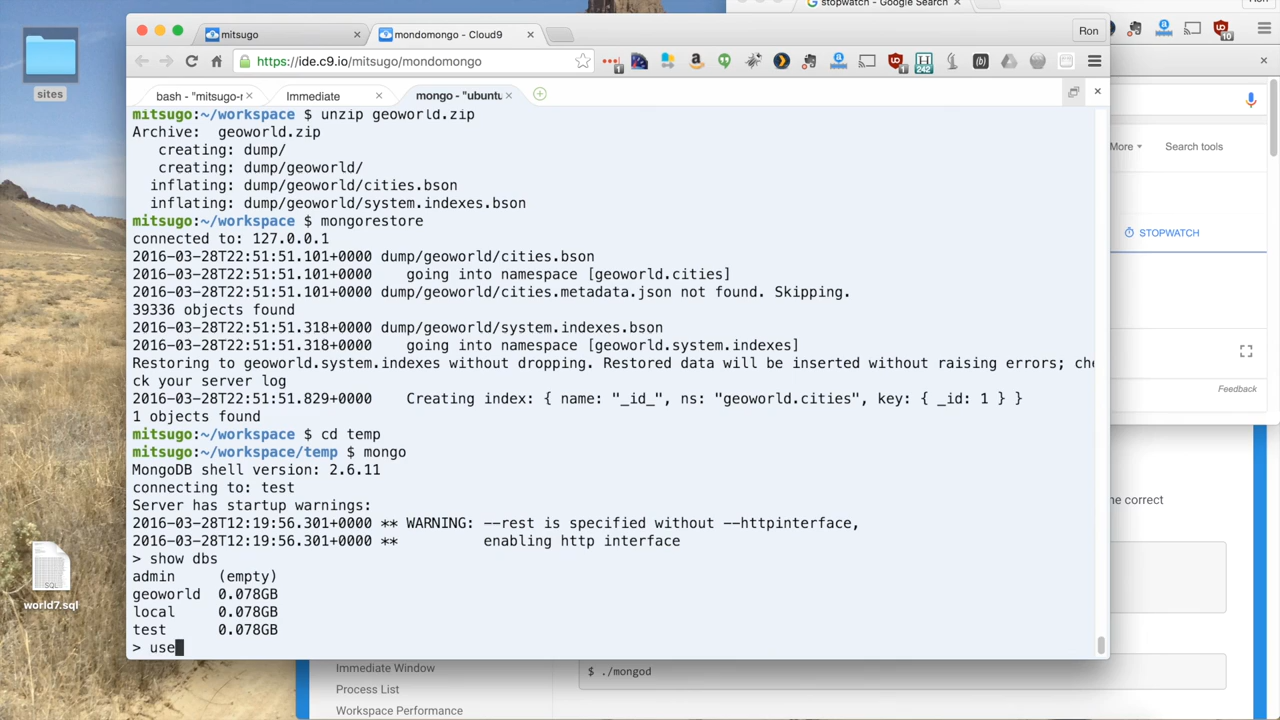 stopwatch - Google Search
mitsugo
mondomongo - Cloud9
Ron
https://ide.c9.io/mitsugo/mondomongo
1
1
242
10
bash - "mitsugo-r
Immediate
mongo - "ubuntu
sites
More
Search tools
STOPWATCH
Feedback
mitsugo:~/workspace $ unzip geoworld.zip
Archive:  geoworld.zip
   creating: dump/
   creating: dump/geoworld/
  inflating: dump/geoworld/cities.bson
  inflating: dump/geoworld/system.indexes.bson
mitsugo:~/workspace $ mongorestore
connected to: 127.0.0.1
2016-03-28T22:51:51.101+0000 dump/geoworld/cities.bson
2016-03-28T22:51:51.101+0000    going into namespace [geoworld.cities]
2016-03-28T22:51:51.101+0000 dump/geoworld/cities.metadata.json not found. Skipping.
39336 objects found
2016-03-28T22:51:51.318+0000 dump/geoworld/system.indexes.bson
2016-03-28T22:51:51.318+0000    going into namespace [geoworld.system.indexes]
Restoring to geoworld.system.indexes without dropping. Restored data will be inserted without raising errors; che
ck your server log
2016-03-28T22:51:51.829+0000    Creating index: { name: "_id_", ns: "geoworld.cities", key: { _id: 1 } }
1 objects found
mitsugo:~/workspace $ cd temp
mitsugo:~/workspace/temp $ mongo
MongoDB shell version: 2.6.11
connecting to: test
Server has startup warnings:
2016-03-28T12:19:56.301+0000 ** WARNING: --rest is specified without --httpinterface,
2016-03-28T12:19:56.301+0000 **          enabling http interface
> show dbs
admin     (empty)
geoworld  0.078GB
local     0.078GB
test      0.078GB
> use
SQL
world7.sql
he correct
Immediate Window
$ ./mongod
Process List
Workspace Performance